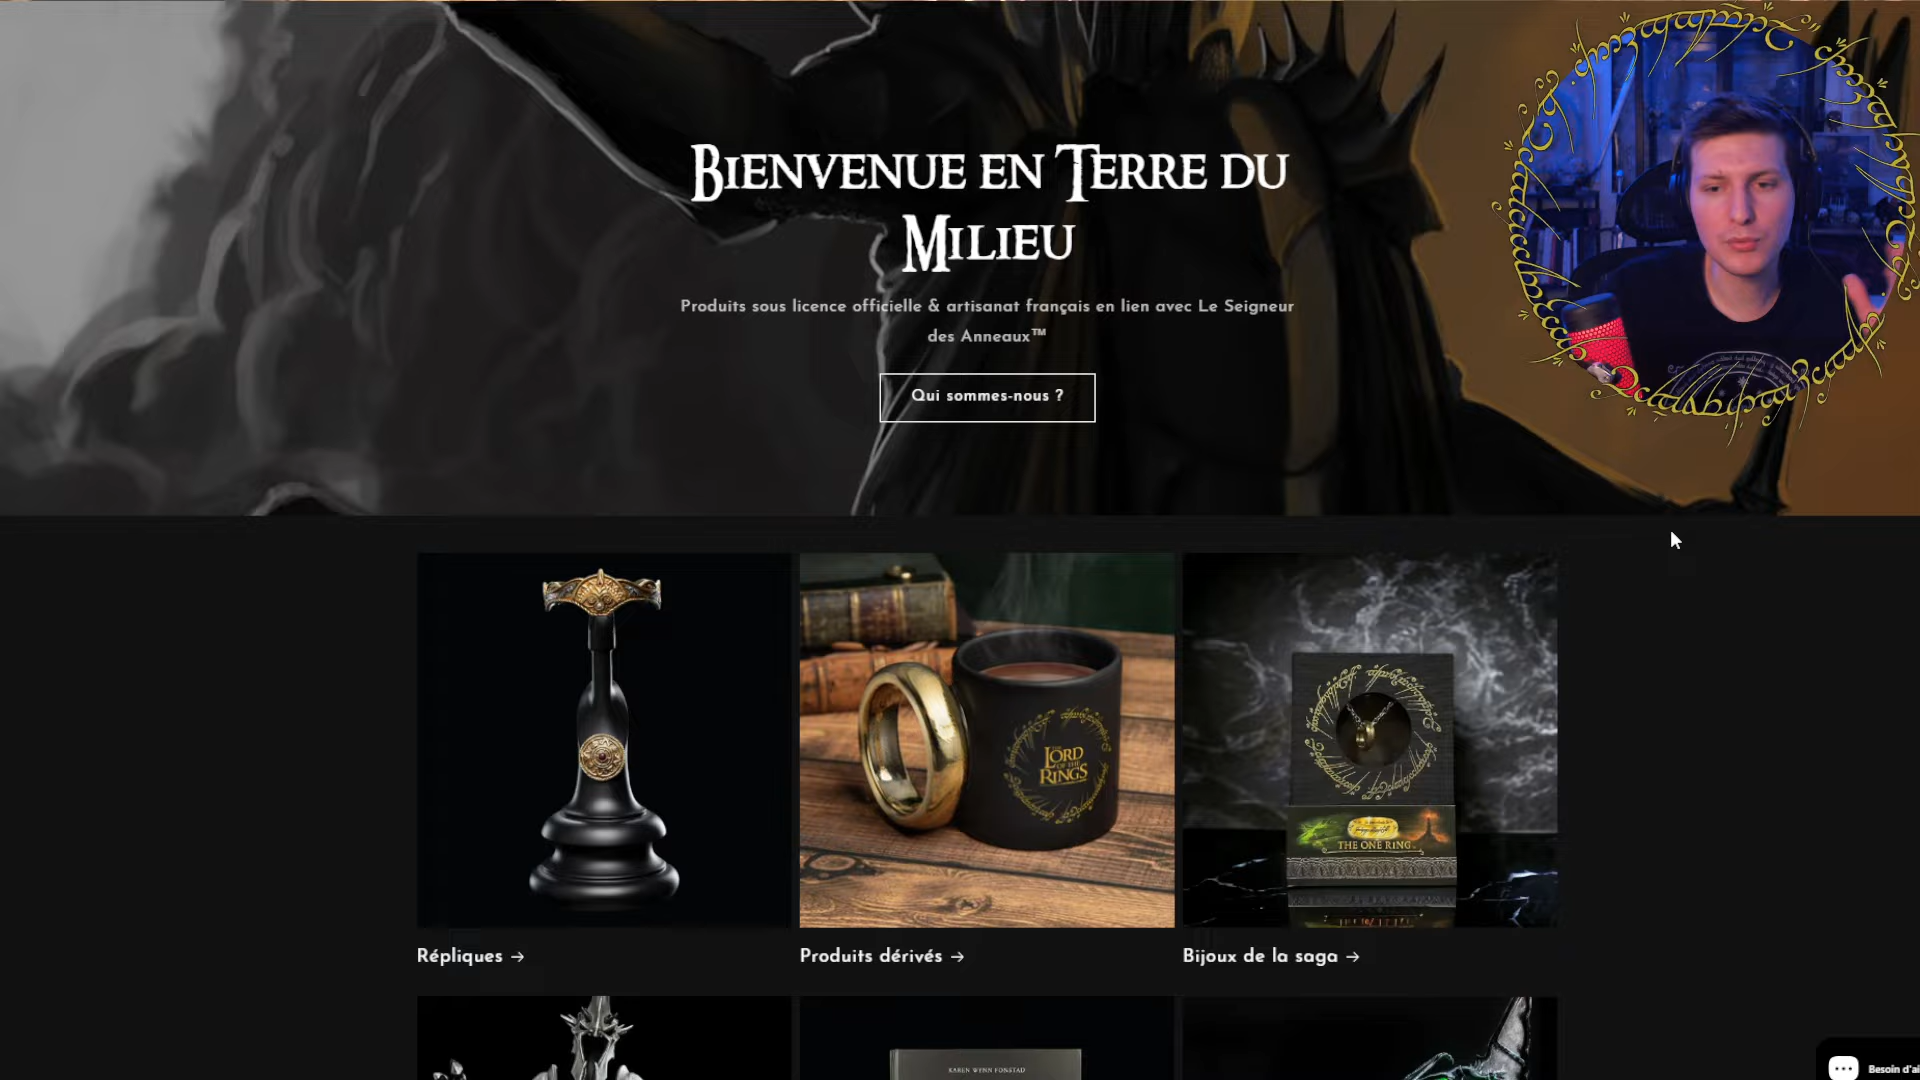 Bienvenue en Terre du
Milieu
Produits sous licence officielle & artisanat français en lien avec Le Seigneur
des Anneaux™
Qui sommes-nous ?
THE
LORD
OF THE
RINGS
THE ONE RING
Répliques →
Produits dérivés →
Bijoux de la saga →
KAREN WYNN FONSTAD
Besoin d'ai